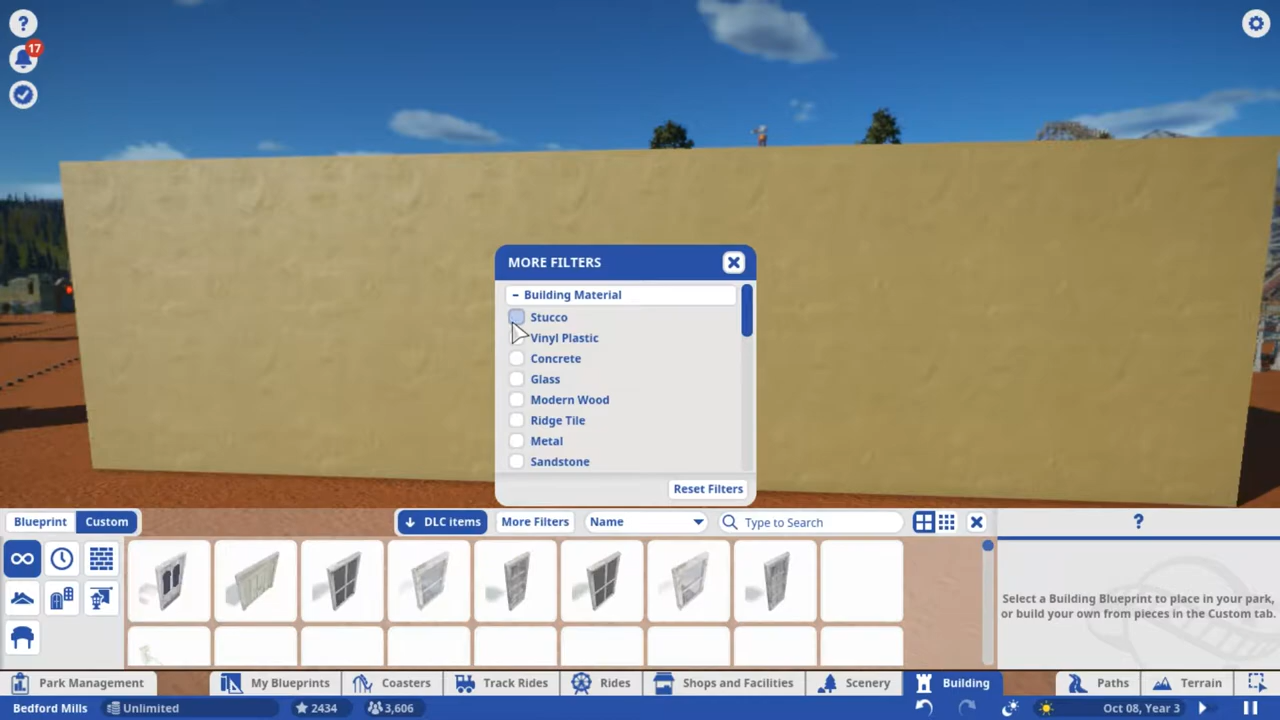 ?
17
MORE FILTERS
− Building Material
Stucco
Vinyl Plastic
Concrete
Glass
Modern Wood
Ridge Tile
Metal
Sandstone
Reset Filters
Blueprint Custom DLC items More Filters Name Type to Search ?
Select a Building Blueprint to place in your park,
or build your own from pieces in the Custom tab.
Park Management My Blueprints Coasters Track Rides Rides Shops and Facilities Scenery Building Paths Terrain
Bedford Mills Unlimited 2434 3,606 Oct 08, Year 3